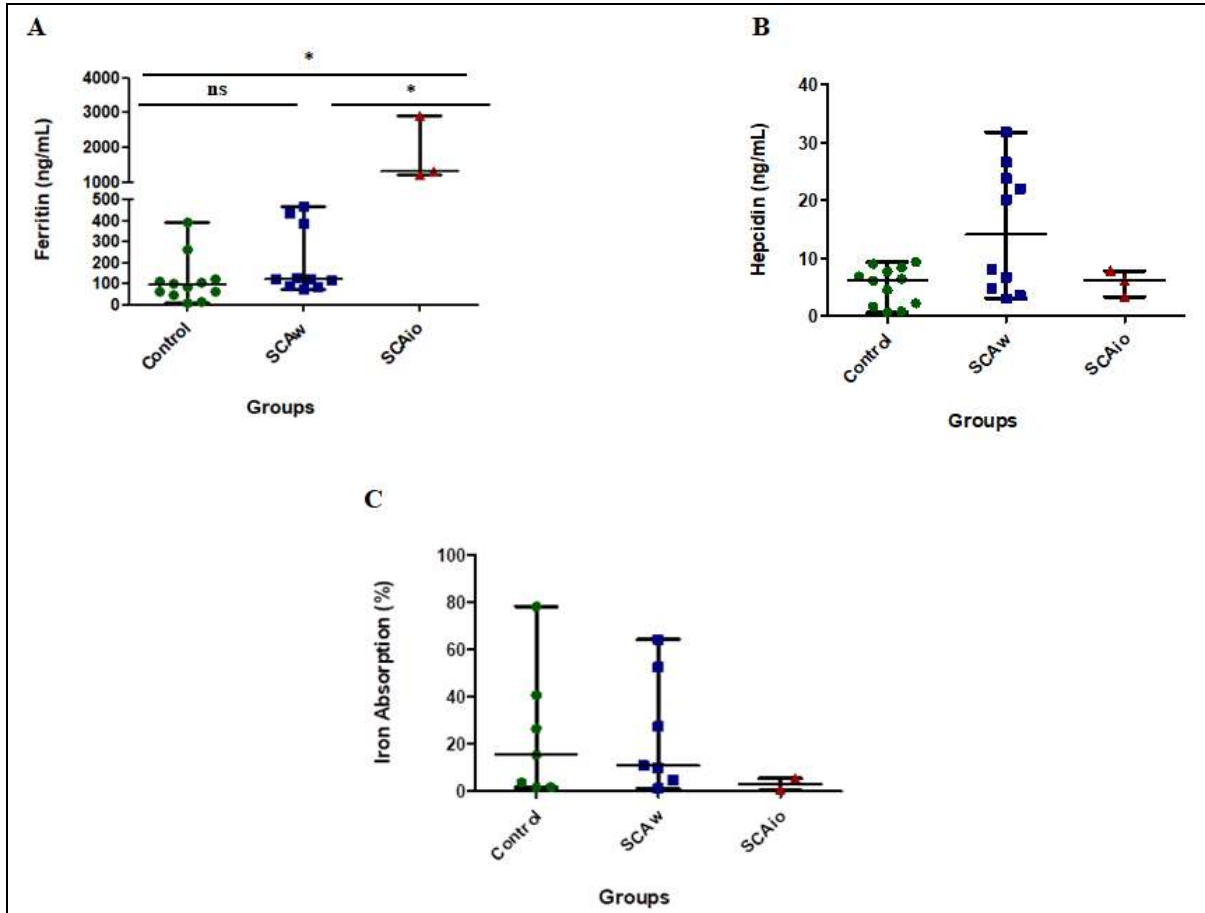 A
*
ns
*
Ferritin (ng/mL)
4000
3000
2000
1000
500
400
300
200
100
0
Control
SCAw
SCAio
Groups
B
Hepcidin (ng/mL)
40
30
20
10
0
Control
SCAw
SCAio
Groups
C
Iron Absorption (%)
100
80
60
40
20
0
Control
SCAw
SCAio
Groups